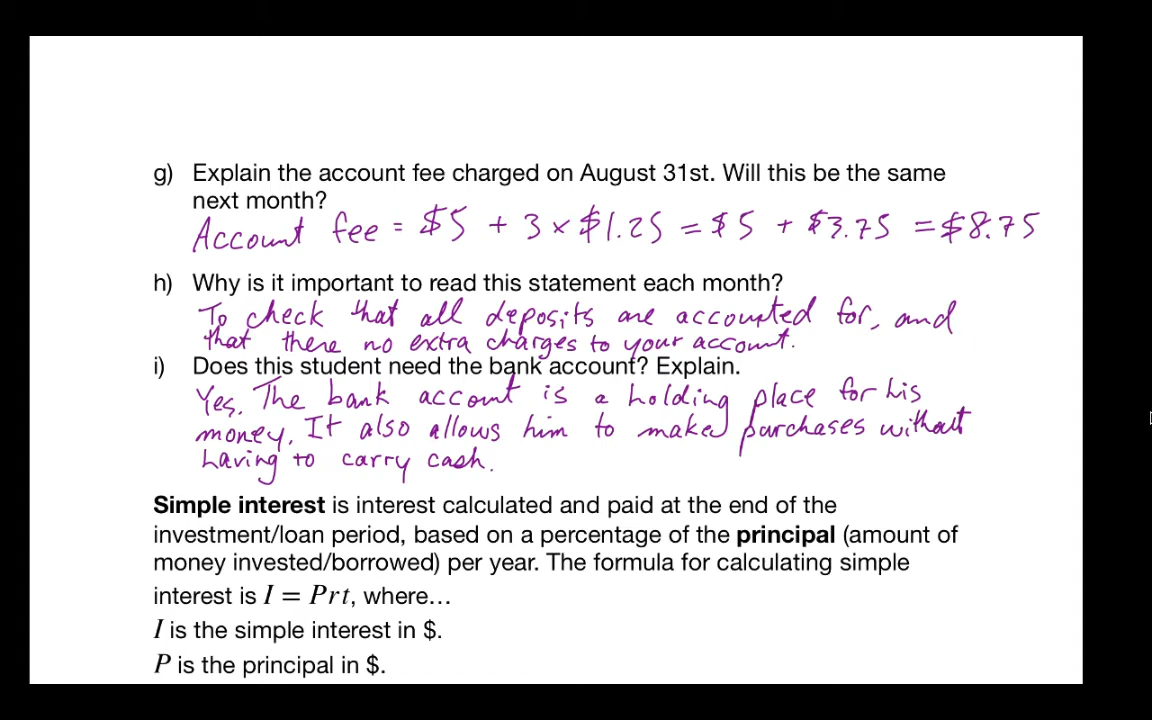 g) Explain the account fee charged on August 31st. Will this be the same
next month?
Account fee = $5 + 3 × $1.25 = $5 + $3.75 = $8.75
h) Why is it important to read this statement each month?
To check that all deposits are accounted for, and
that there no extra charges to your account.
i) Does this student need the bank account? Explain.
Yes. The bank account is a holding place for his
money. It also allows him to make purchases without
having to carry cash.
Simple interest is interest calculated and paid at the end of the
investment/loan period, based on a percentage of the principal (amount of
money invested/borrowed) per year. The formula for calculating simple
interest is I = Prt, where…
I is the simple interest in $.
P is the principal in $.